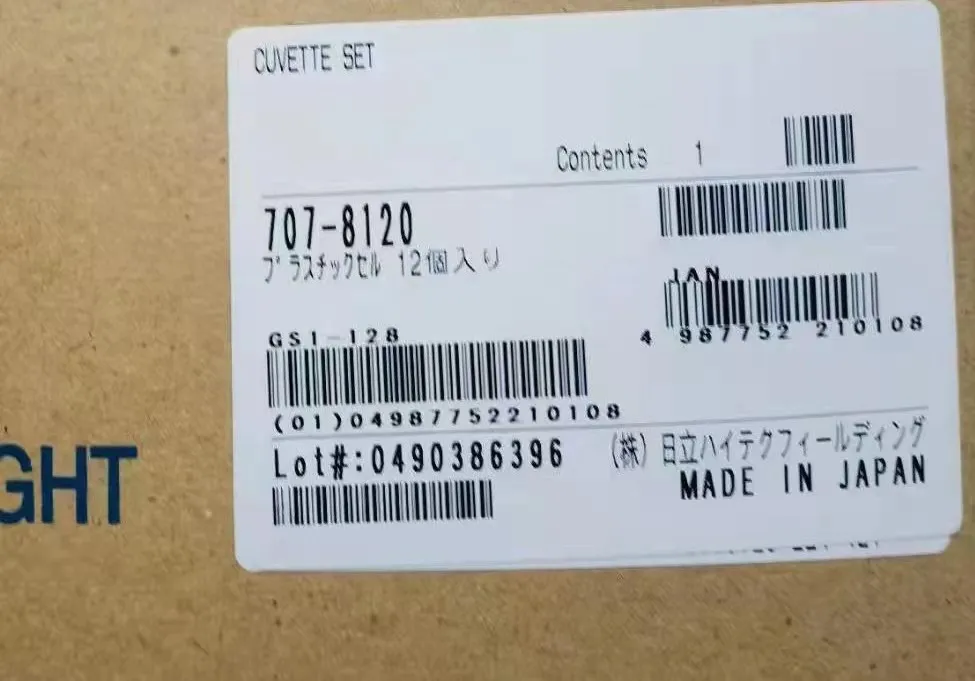 CUVETTE SET
Contents 1
707-8120
プラスチックセル 12個入り
JAN
4 987752 210108
GS1-128
(01)04987752210108
Lot#:0490386396
(株)日立ハイテクフィールディング
MADE IN JAPAN
GHT